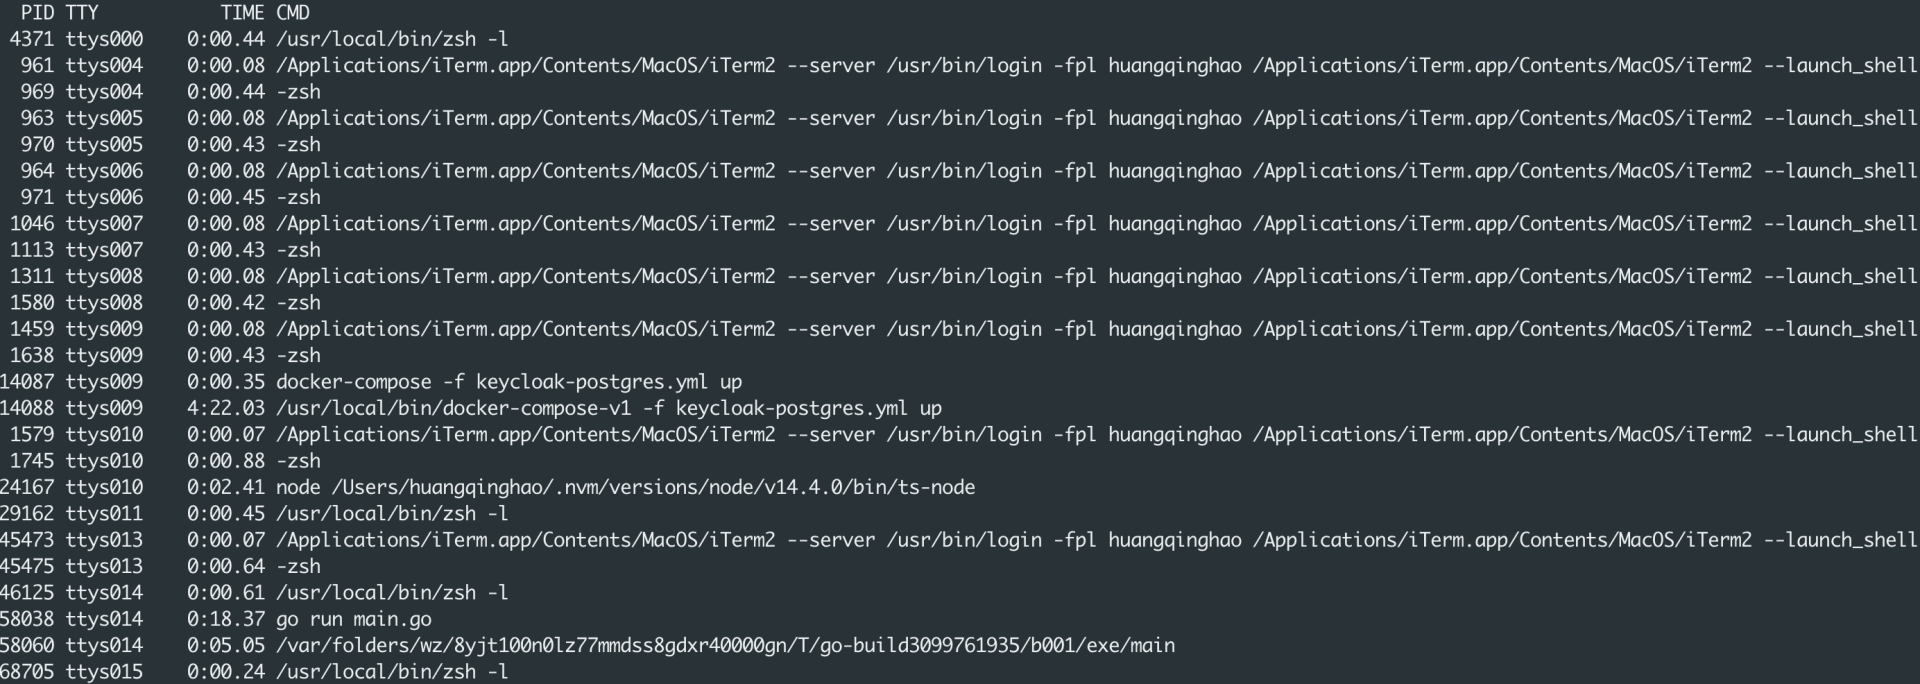 PID TTY TIME CMD
4371 ttys000 0:00.44 /usr/local/bin/zsh -l
961 ttys004 0:00.08 /Applications/iTerm.app/Contents/MacOS/iTerm2 --server /usr/bin/login -fpl huangqinghao /Applications/iTerm.app/Contents/MacOS/iTerm2 --launch_shell
969 ttys004 0:00.44 -zsh
963 ttys005 0:00.08 /Applications/iTerm.app/Contents/MacOS/iTerm2 --server /usr/bin/login -fpl huangqinghao /Applications/iTerm.app/Contents/MacOS/iTerm2 --launch_shell
970 ttys005 0:00.43 -zsh
964 ttys006 0:00.08 /Applications/iTerm.app/Contents/MacOS/iTerm2 --server /usr/bin/login -fpl huangqinghao /Applications/iTerm.app/Contents/MacOS/iTerm2 --launch_shell
971 ttys006 0:00.45 -zsh
1046 ttys007 0:00.08 /Applications/iTerm.app/Contents/MacOS/iTerm2 --server /usr/bin/login -fpl huangqinghao /Applications/iTerm.app/Contents/MacOS/iTerm2 --launch_shell
1113 ttys007 0:00.43 -zsh
1311 ttys008 0:00.08 /Applications/iTerm.app/Contents/MacOS/iTerm2 --server /usr/bin/login -fpl huangqinghao /Applications/iTerm.app/Contents/MacOS/iTerm2 --launch_shell
1580 ttys008 0:00.42 -zsh
1459 ttys009 0:00.08 /Applications/iTerm.app/Contents/MacOS/iTerm2 --server /usr/bin/login -fpl huangqinghao /Applications/iTerm.app/Contents/MacOS/iTerm2 --launch_shell
1638 ttys009 0:00.43 -zsh
14087 ttys009 0:00.35 docker-compose -f keycloak-postgres.yml up
14088 ttys009 4:22.03 /usr/local/bin/docker-compose-v1 -f keycloak-postgres.yml up
1579 ttys010 0:00.07 /Applications/iTerm.app/Contents/MacOS/iTerm2 --server /usr/bin/login -fpl huangqinghao /Applications/iTerm.app/Contents/MacOS/iTerm2 --launch_shell
1745 ttys010 0:00.88 -zsh
24167 ttys010 0:02.41 node /Users/huangqinghao/.nvm/versions/node/v14.4.0/bin/ts-node
29162 ttys011 0:00.45 /usr/local/bin/zsh -l
45473 ttys013 0:00.07 /Applications/iTerm.app/Contents/MacOS/iTerm2 --server /usr/bin/login -fpl huangqinghao /Applications/iTerm.app/Contents/MacOS/iTerm2 --launch_shell
45475 ttys013 0:00.64 -zsh
46125 ttys014 0:00.61 /usr/local/bin/zsh -l
58038 ttys014 0:18.37 go run main.go
58060 ttys014 0:05.05 /var/folders/wz/8yjt100n0lz77mmdss8gdxr40000gn/T/go-build3099761935/b001/exe/main
68705 ttys015 0:00.24 /usr/local/bin/zsh -l